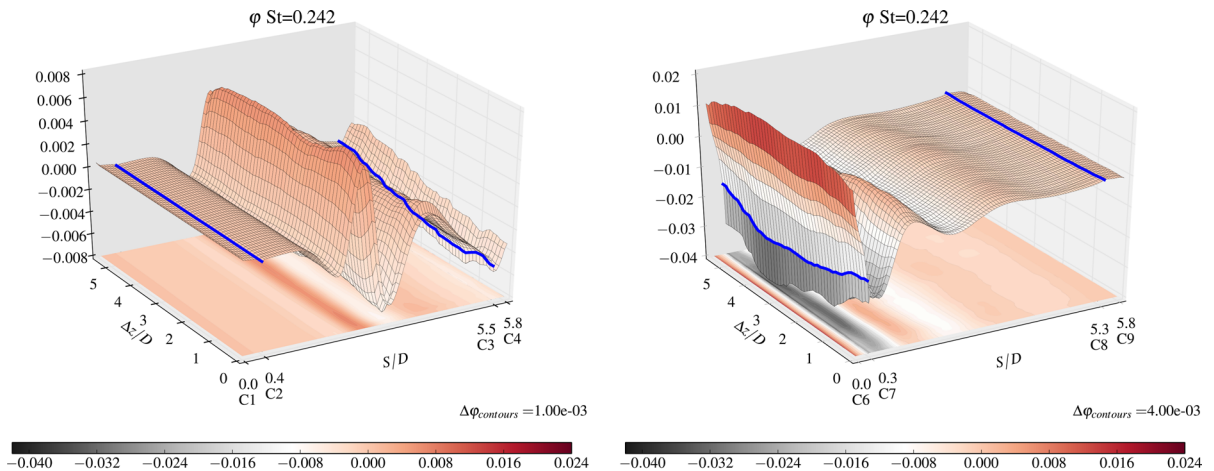 φ St=0.242
0.008
0.006
0.004
0.002
0.000
−0.002
−0.004
−0.006
−0.008
5
4
3
2
1
0
Δz/D
0.0
C1
0.4
C2
S/D
5.5
C3
5.8
C4
Δφcontours =1.00e-03
−0.040 −0.032 −0.024 −0.016 −0.008 0.000 0.008 0.016 0.024
φ St=0.242
0.02
0.01
0.00
−0.01
−0.02
−0.03
−0.04
5
4
3
2
1
0
Δz/D
0.0
C6
0.3
C7
S/D
5.3
C8
5.8
C9
Δφcontours =4.00e-03
−0.040 −0.032 −0.024 −0.016 −0.008 0.000 0.008 0.016 0.024